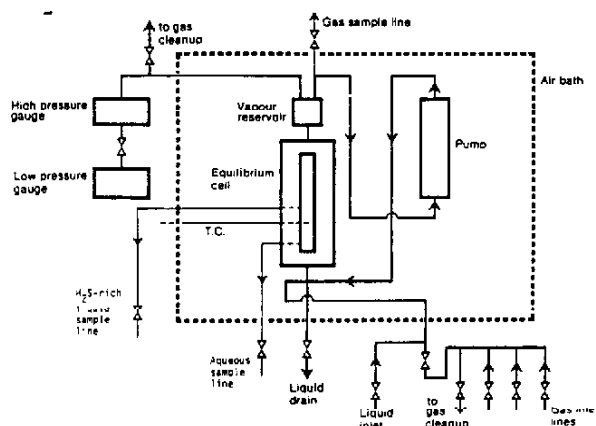 to gas
cleanup
Gas sample line
Air bath
High pressure
gauge
Vapour
reservoir
Pump
Low pressure
gauge
Equilibrium
cell
T.C.
H2S-rich
sample
line
Aqueous
sample
line
Liquid
drain
Liquid
inlet
to
gas
cleanup
Gas
lines